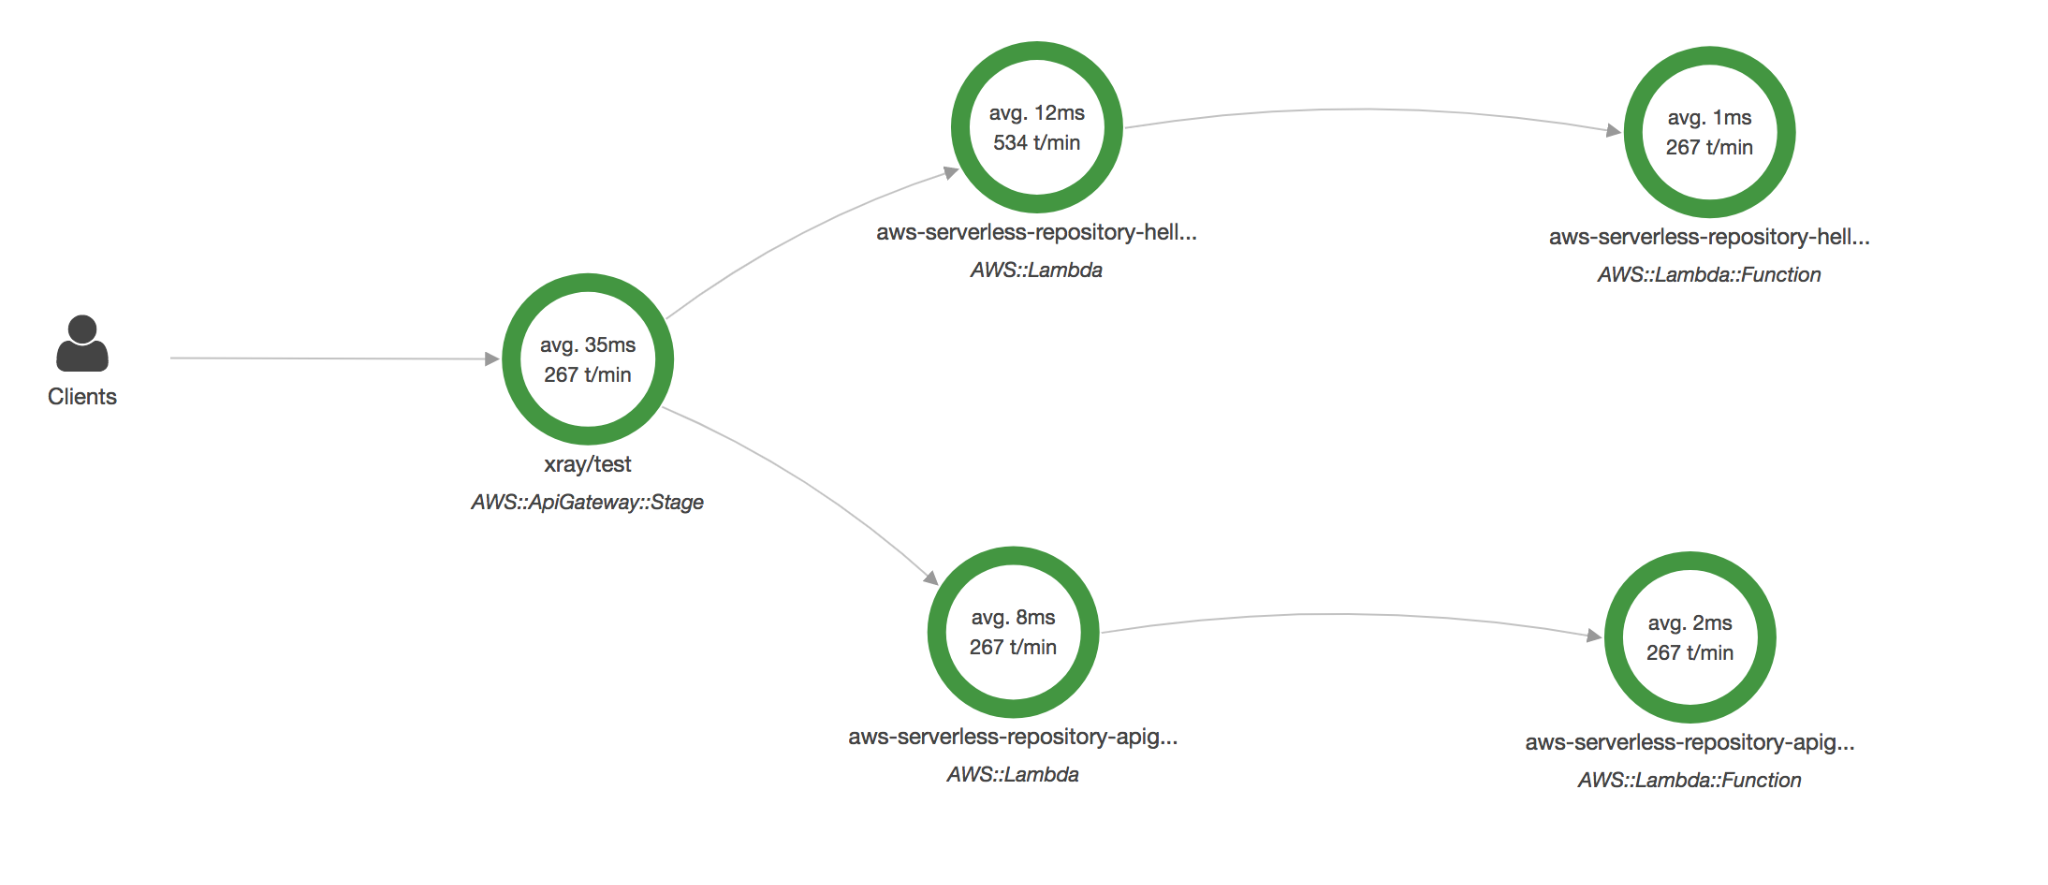 avg. 12ms
534 t/min
aws-serverless-repository-hell...
AWS::Lambda
avg. 1ms
267 t/min
aws-serverless-repository-hell...
AWS::Lambda::Function
Clients
avg. 35ms
267 t/min
xray/test
AWS::ApiGateway::Stage
avg. 8ms
267 t/min
aws-serverless-repository-apig...
AWS::Lambda
avg. 2ms
267 t/min
aws-serverless-repository-apig...
AWS::Lambda::Function